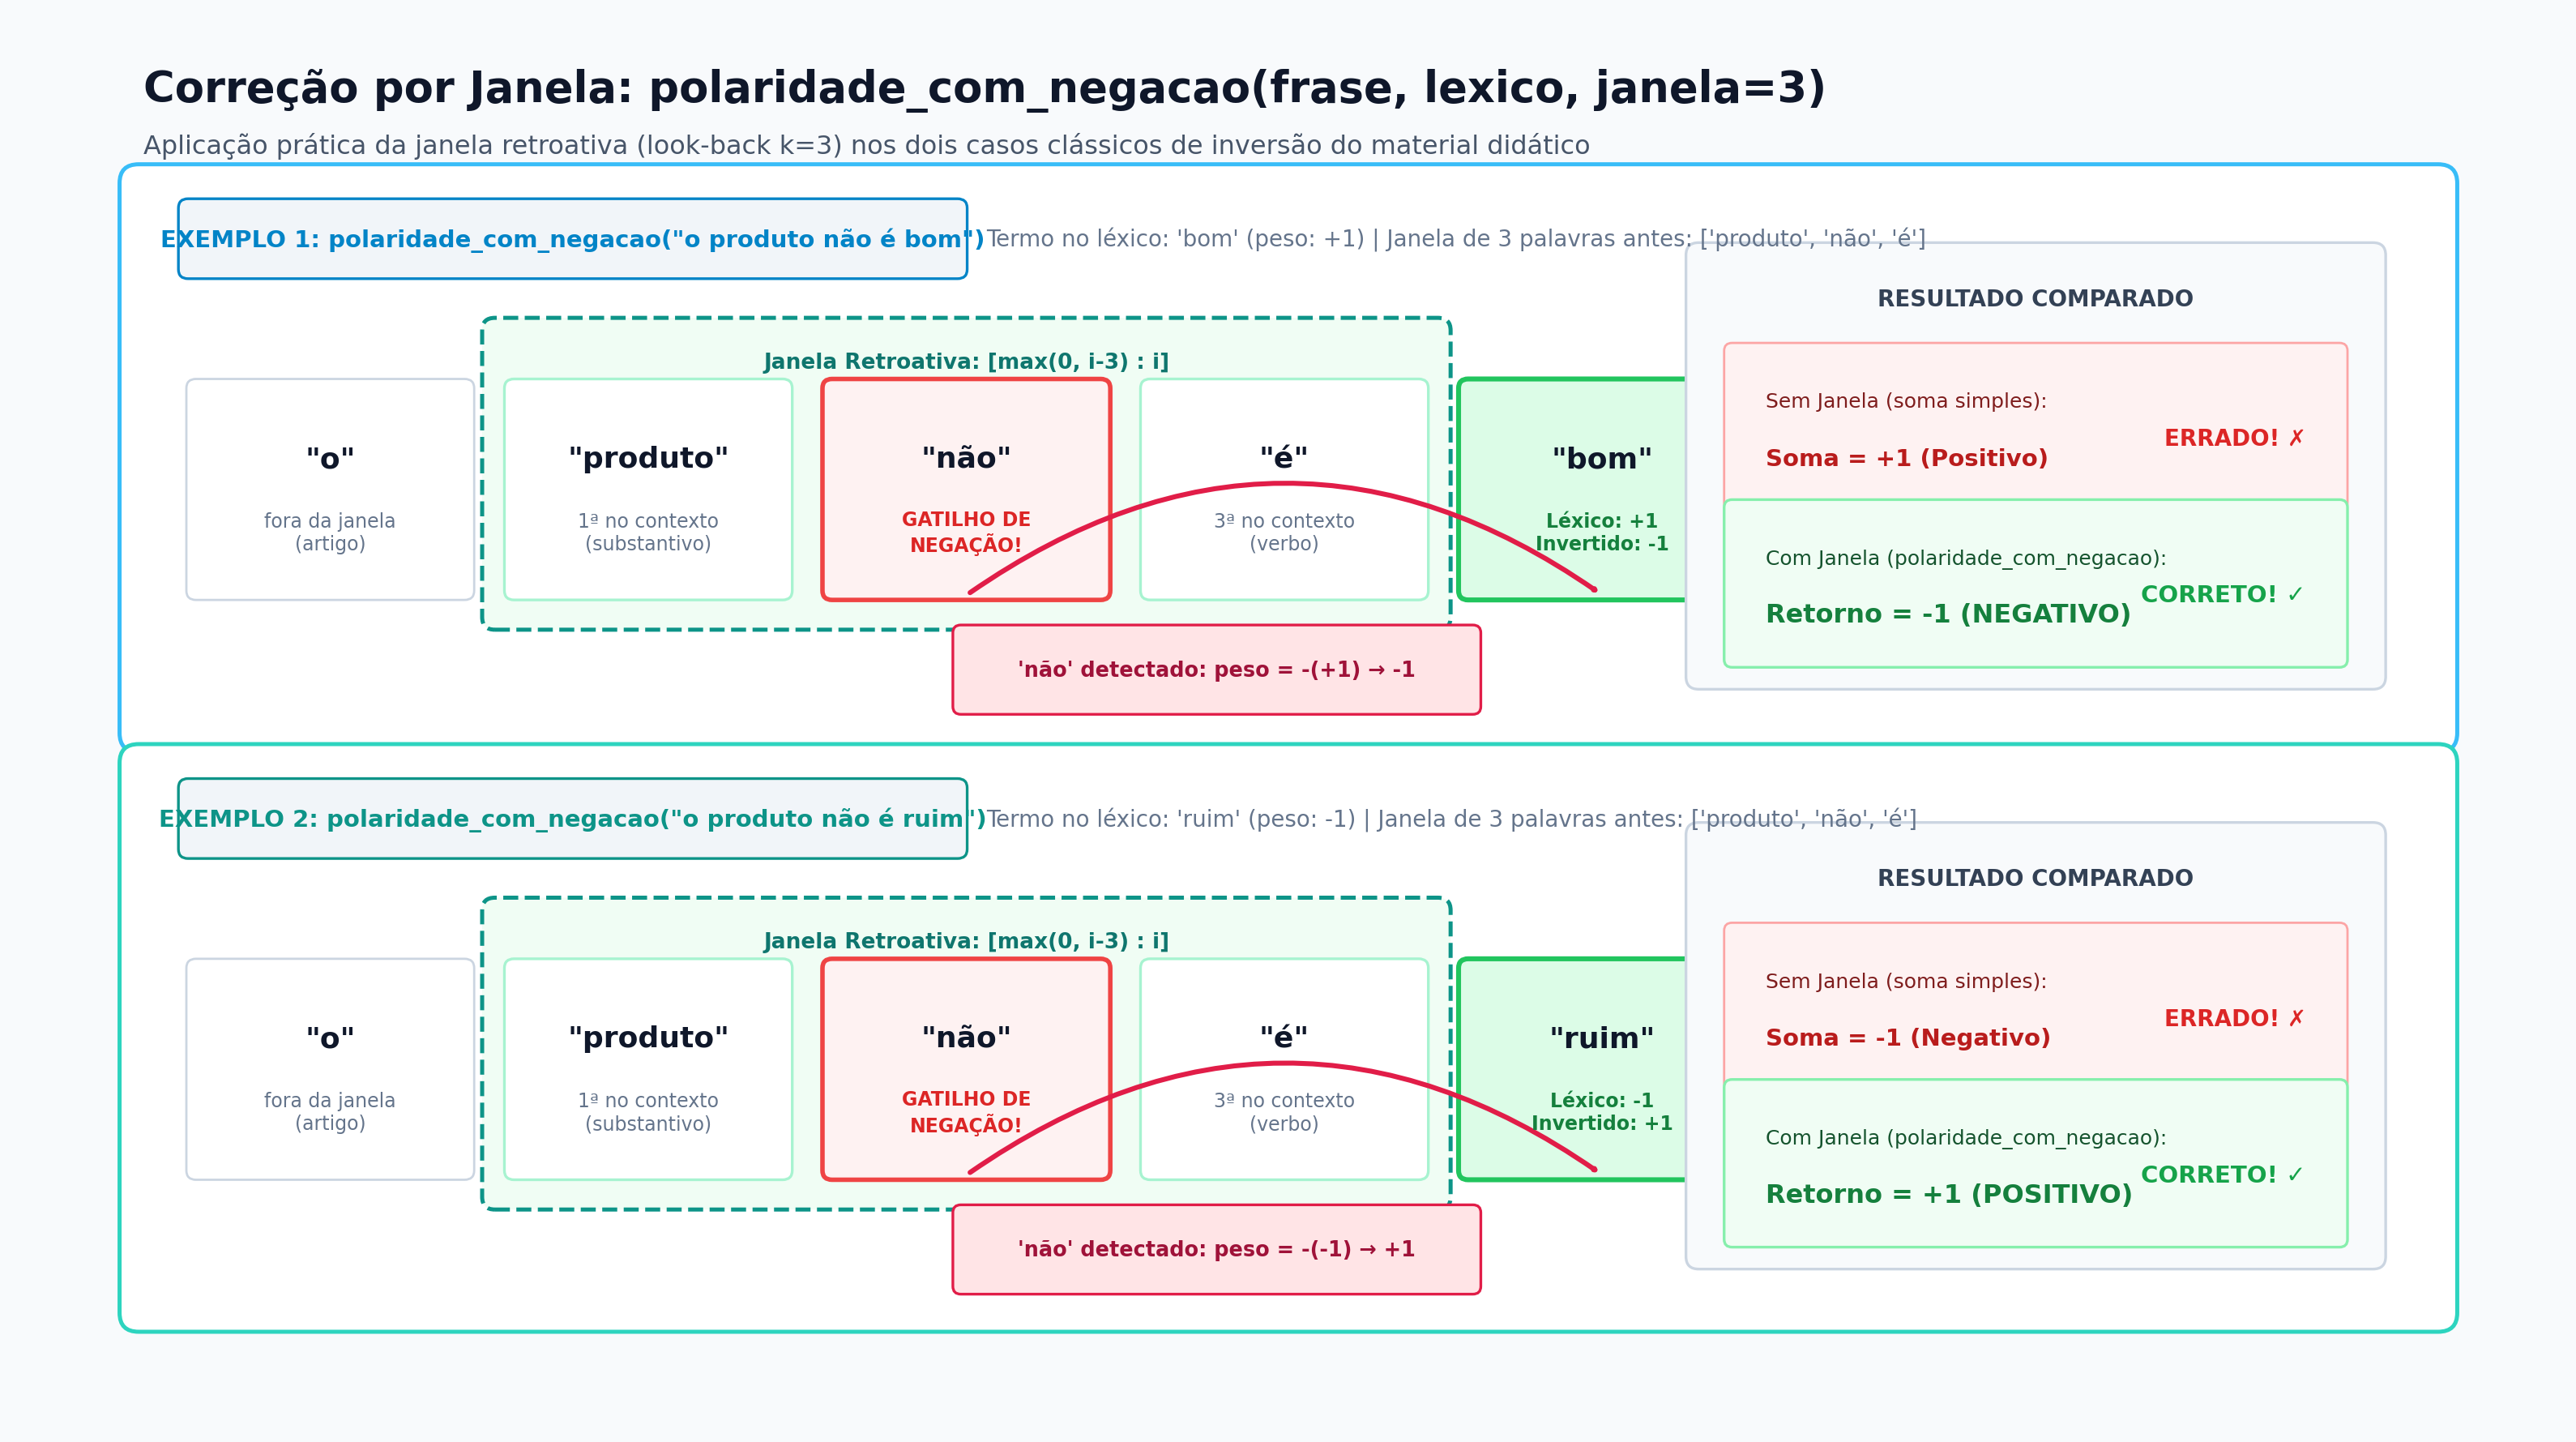 Correção por Janela: polaridade_com_negacao(frase, lexico, janela=3)
Aplicação prática da janela retroativa (look-back k=3) nos dois casos clássicos de inversão do material didático
EXEMPLO 1: polaridade_com_negacao("o produto não é bom")
Termo no léxico: 'bom' (peso: +1) | Janela de 3 palavras antes: ['produto', 'não', 'é']
Janela Retroativa: [max(0, i-3) : i]
"o"
fora da janela
(artigo)
"produto"
1ª no contexto
(substantivo)
"não"
GATILHO DE
NEGAÇÃO!
"é"
3ª no contexto
(verbo)
"bom"
Léxico: +1
Invertido: -1
'não' detectado: peso = -(+1) → -1
RESULTADO COMPARADO
Sem Janela (soma simples):
Soma = +1 (Positivo)
ERRADO! ✗
Com Janela (polaridade_com_negacao):
Retorno = -1 (NEGATIVO)
CORRETO! ✓
EXEMPLO 2: polaridade_com_negacao("o produto não é ruim")
Termo no léxico: 'ruim' (peso: -1) | Janela de 3 palavras antes: ['produto', 'não', 'é']
Janela Retroativa: [max(0, i-3) : i]
"o"
fora da janela
(artigo)
"produto"
1ª no contexto
(substantivo)
"não"
GATILHO DE
NEGAÇÃO!
"é"
3ª no contexto
(verbo)
"ruim"
Léxico: -1
Invertido: +1
'não' detectado: peso = -(-1) → +1
RESULTADO COMPARADO
Sem Janela (soma simples):
Soma = -1 (Negativo)
ERRADO! ✗
Com Janela (polaridade_com_negacao):
Retorno = +1 (POSITIVO)
CORRETO! ✓